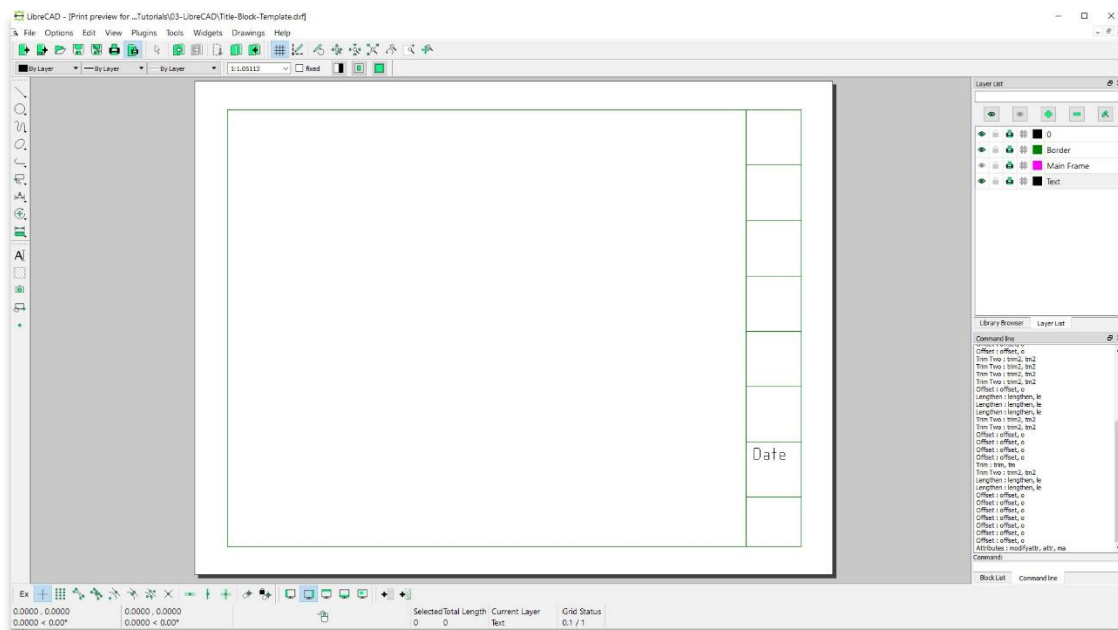 LibreCAD - [Print preview for ...Tutorials\03-LibreCAD\Title-Block-Template.dxf]
File Options Edit View Plugins Tools Widgets Drawings Help
By Layer By Layer By Layer 1:1.05113 fixed
Layer List
0
Border
Main Frame
Text
Library Browser Layer List
Command line
Offset : offset, o
Trim Two : trim2, tm2
Trim Two : trim2, tm2
Trim Two : trim2, tm2
Trim Two : trim2, tm2
Offset : offset, o
Lengthen : lengthen, le
Lengthen : lengthen, le
Lengthen : lengthen, le
Trim Two : trim2, tm2
Trim Two : trim2, tm2
Offset : offset, o
Offset : offset, o
Offset : offset, o
Offset : offset, o
Trim : trim, tm
Trim Two : trim2, tm2
Lengthen : lengthen, le
Lengthen : lengthen, le
Offset : offset, o
Offset : offset, o
Offset : offset, o
Offset : offset, o
Offset : offset, o
Offset : offset, o
Offset : offset, o
Attributes : modifyattr, attr, ma
Command:
Block List Command line
Date
Ex
0.0000 , 0.0000 0.0000 , 0.0000 Selected Total Length Current Layer Grid Status
0.0000 < 0.00° 0.0000 < 0.00° 0 0 Text 0.1 / 1